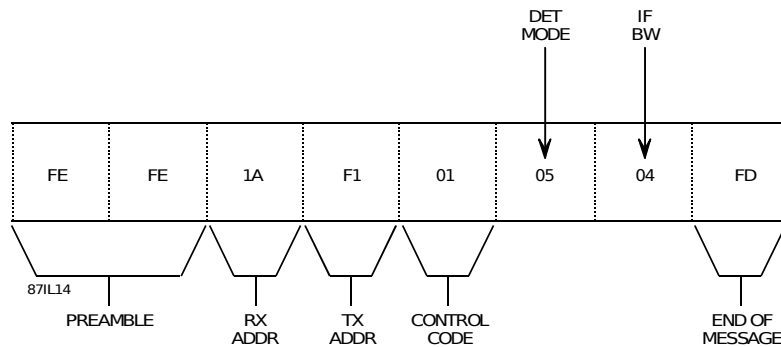 DET
MODE
IF
BW
FE FE 1A F1 01 05 04 FD
87IL14
PREAMBLE
RX
ADDR
TX
ADDR
CONTROL
CODE
END OF
MESSAGE